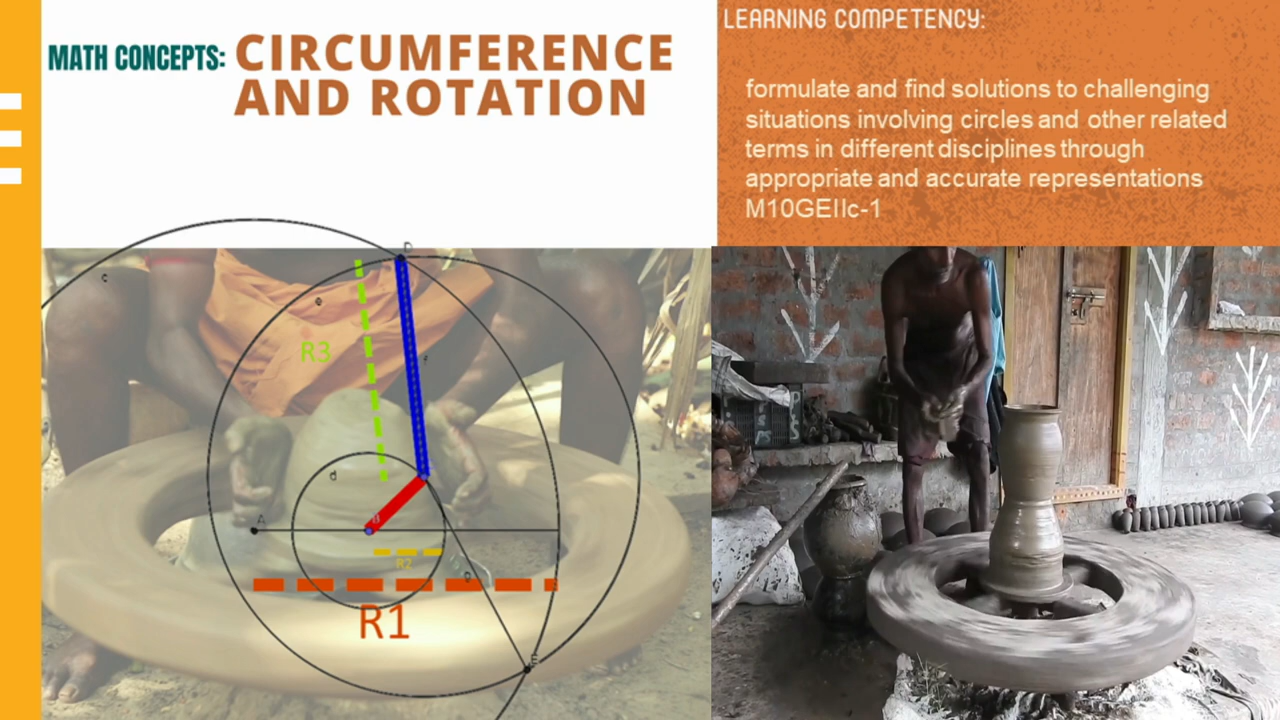 MATH CONCEPTS: CIRCUMFERENCE
AND ROTATION
LEARNING COMPETENCY:
formulate and find solutions to challenging
situations involving circles and other related
terms in different disciplines through
appropriate and accurate representations
M10GEIIc-1
D
c
e
R3
f
d
A
B
R2
g
R1
E